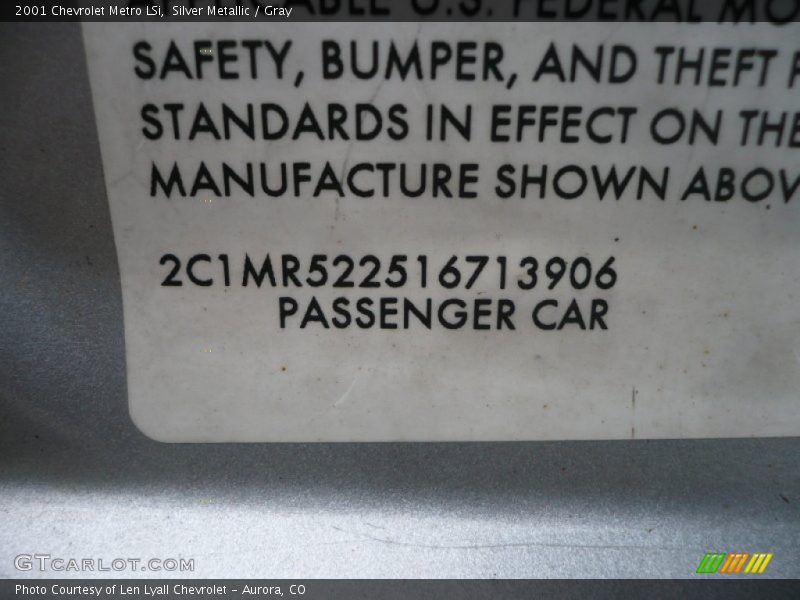 2001 Chevrolet Metro LSi, Silver Metallic / Gray
U.S. FEDERAL
SAFETY, BUMPER, AND THEFT
STANDARDS IN EFFECT ON THE
MANUFACTURE SHOWN ABOV
2C1MR522516713906
PASSENGER CAR
GTCARLOT.COM
Photo Courtesy of Len Lyall Chevrolet - Aurora, CO